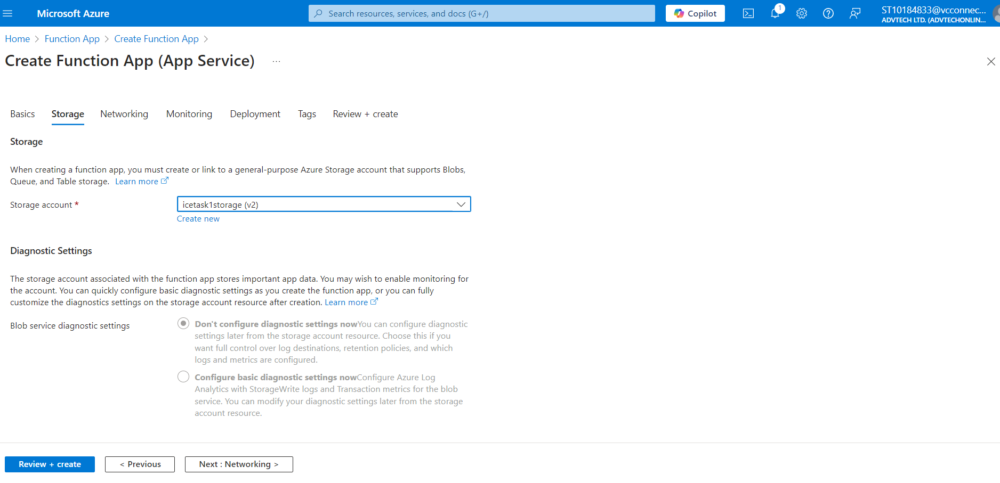 Microsoft Azure
Search resources, services, and docs (G+/)
Copilot
1
ST10184833@vcconnec...
ADVTECH LTD. (ADVTECHONLIN...
Home > Function App > Create Function App >
Create Function App (App Service) ...
Basics Storage Networking Monitoring Deployment Tags Review + create
Storage
When creating a function app, you must create or link to a general-purpose Azure Storage account that supports Blobs,
Queue, and Table storage. Learn more
Storage account *
icetask1storage (v2)
Create new
Diagnostic Settings
The storage account associated with the function app stores important app data. You may wish to enable monitoring for
the account. You can quickly configure basic diagnostic settings as you create the function app, or you can fully
customize the diagnostics settings on the storage account resource after creation. Learn more
Blob service diagnostic settings
Don't configure diagnostic settings nowYou can configure diagnostic
settings later from the storage account resource. Choose this if you
want full control over log destinations, retention policies, and which
logs and metrics are configured.
Configure basic diagnostic settings nowConfigure Azure Log
Analytics with StorageWrite logs and Transaction metrics for the blob
service. You can modify your diagnostic settings later from the storage
account resource.
Review + create
< Previous
Next : Networking >